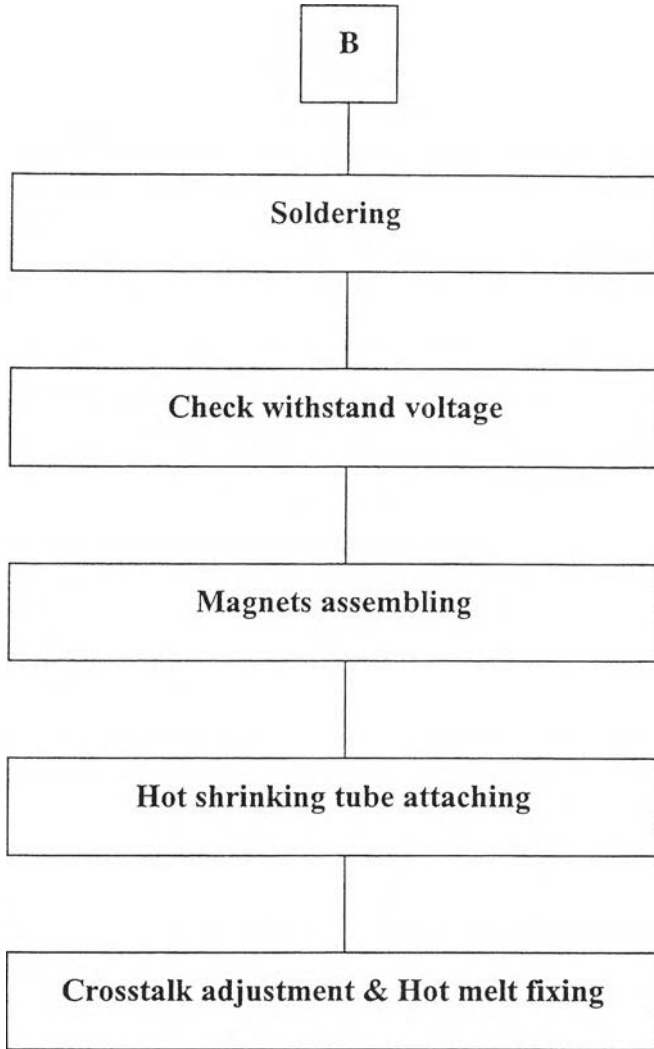 B
Soldering
Check withstand voltage
Magnets assembling
Hot shrinking tube attaching
Crosstalk adjustment & Hot melt fixing